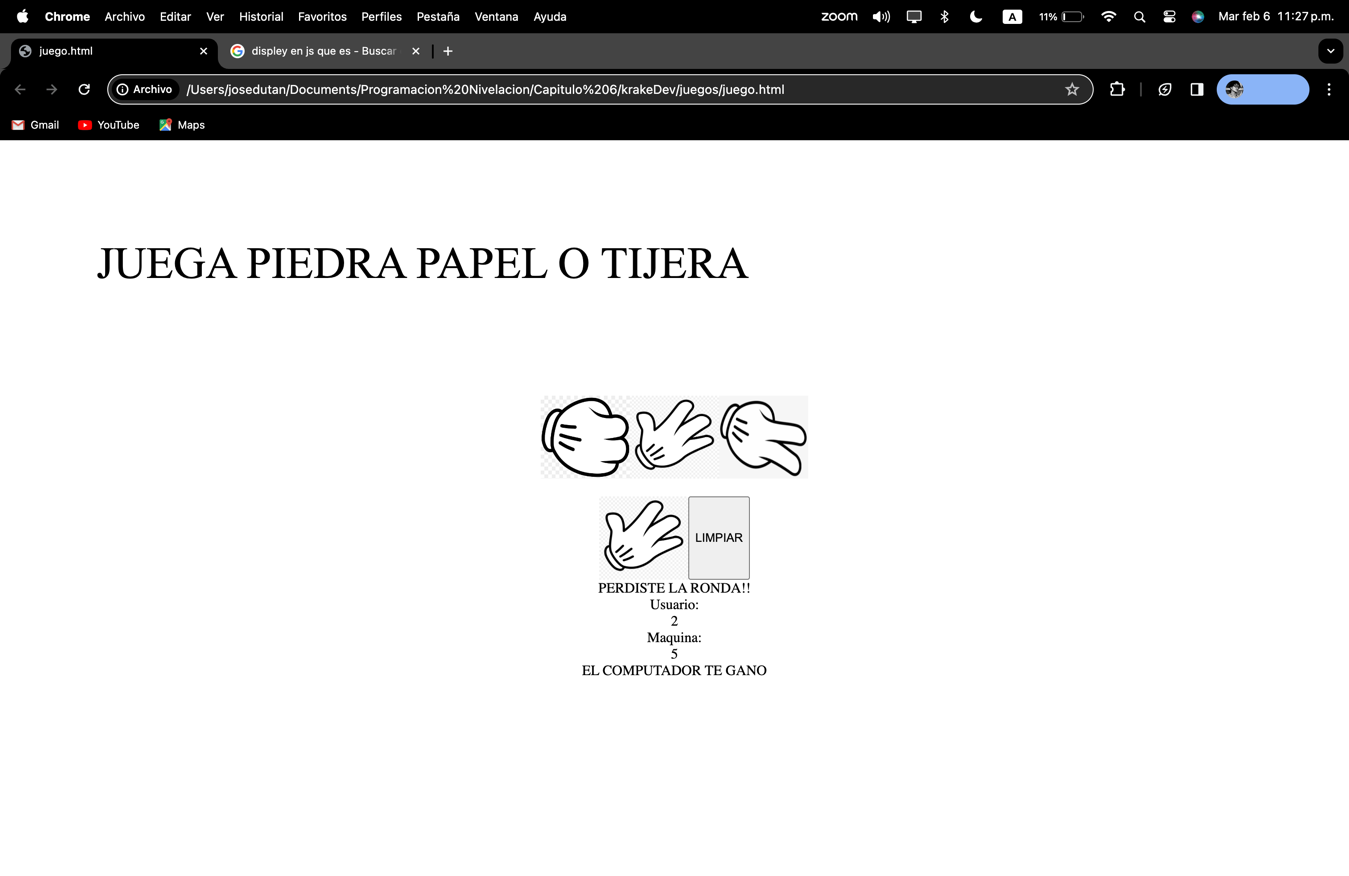 Chrome Archivo Editar Ver Historial Favoritos Perfiles Pestaña Ventana Ayuda zoom A 11% Mar feb 6 11:27 p.m.
juego.html displey en js que es - Buscar
Archivo /Users/josedutan/Documents/Programacion%20Nivelacion/Capitulo%206/krakeDev/juegos/juego.html
Gmail YouTube Maps
JUEGA PIEDRA PAPEL O TIJERA
LIMPIAR
PERDISTE LA RONDA!!
Usuario:
2
Maquina:
5
EL COMPUTADOR TE GANO